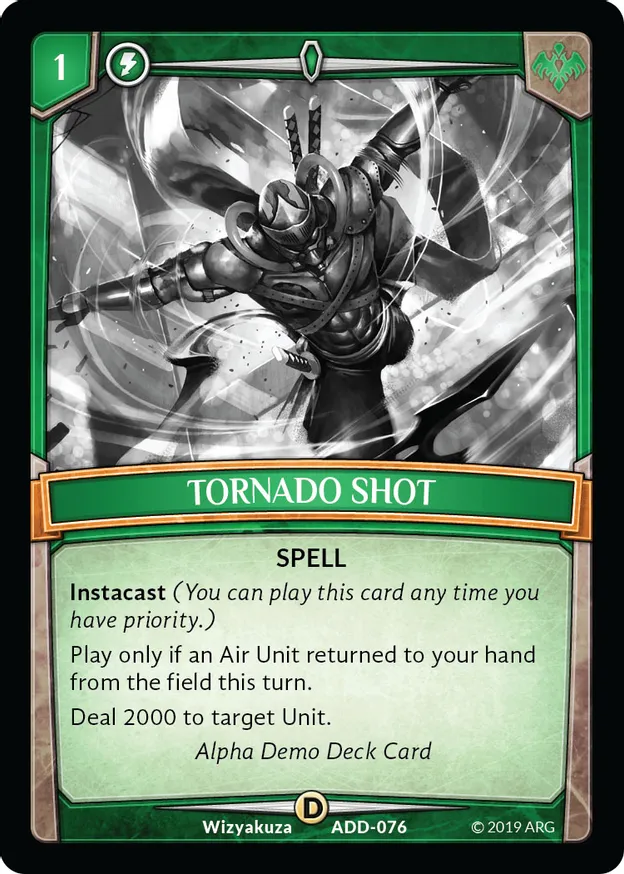 1
TORNADO SHOT
SPELL
Instacast (You can play this card any time you
have priority.)
Play only if an Air Unit returned to your hand
from the field this turn.
Deal 2000 to target Unit.
Alpha Demo Deck Card
D
Wizyakuza ADD-076 © 2019 ARG